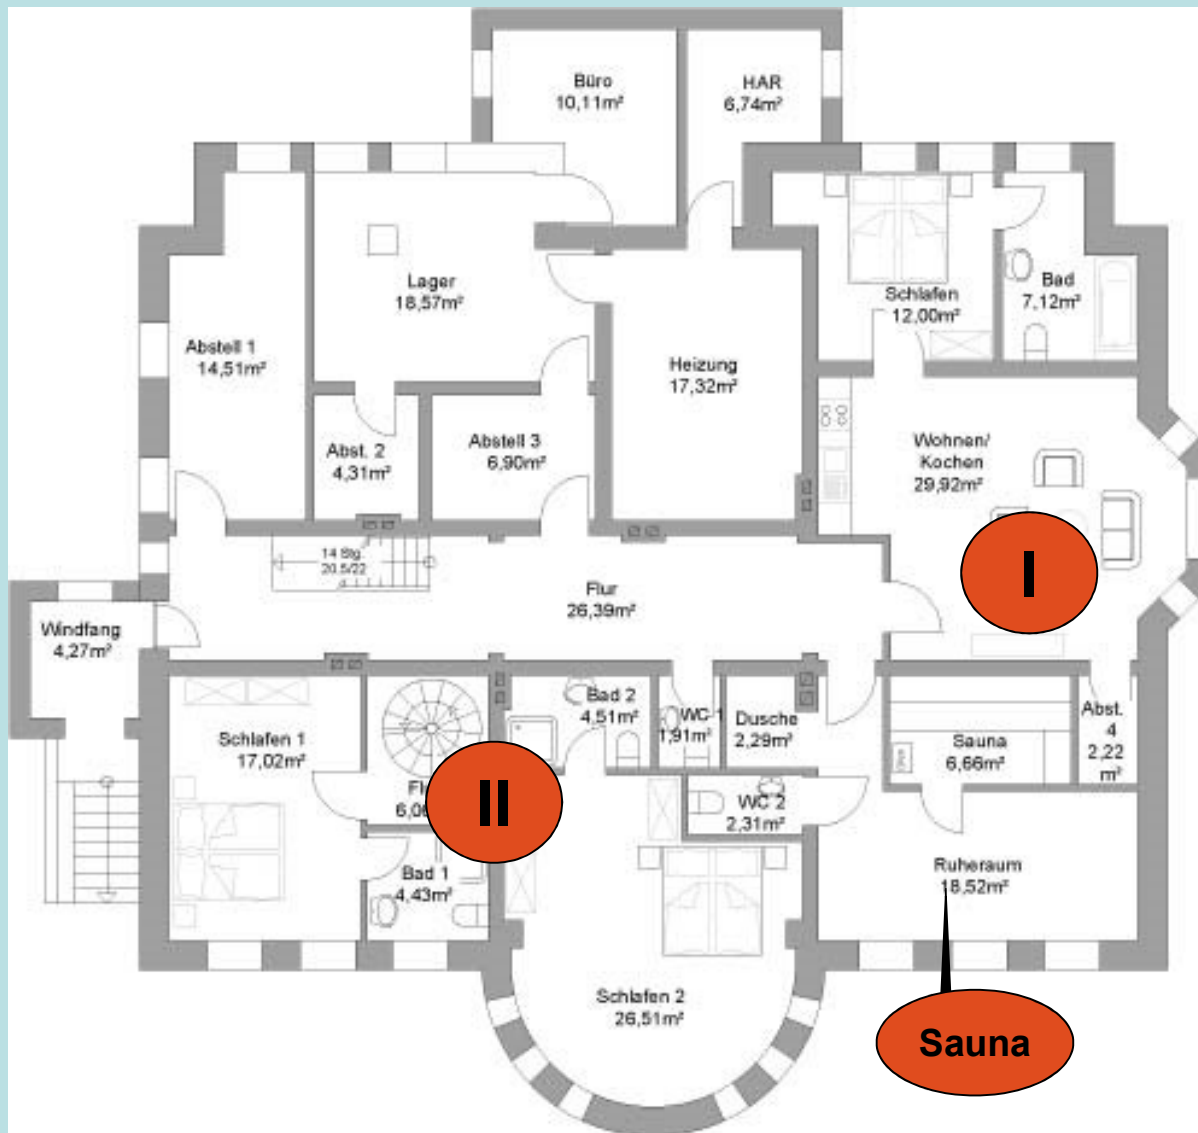 Büro
10,11m²
HAR
6,74m²
Lager
18,57m²
Schlafen
12,00m²
Bad
7,12m²
Abstell 1
14,51m²
Heizung
17,32m²
Abst. 2
4,31m²
Abstell 3
6,90m²
Wohnen/
Kochen
29,92m²
I
14 Stg.
20.5/22
Flur
26,39m²
Windfang
4,27m²
Schlafen 1
17,02m²
Bad 2
4,51m²
WC 1
1,91m²
Dusche
2,29m²
Sauna
6,66m²
Abst.
4
2,22
m²
II
WC 2
2,31m²
Bad 1
4,43m²
Ruheraum
18,52m²
Schlafen 2
26,51m²
Sauna